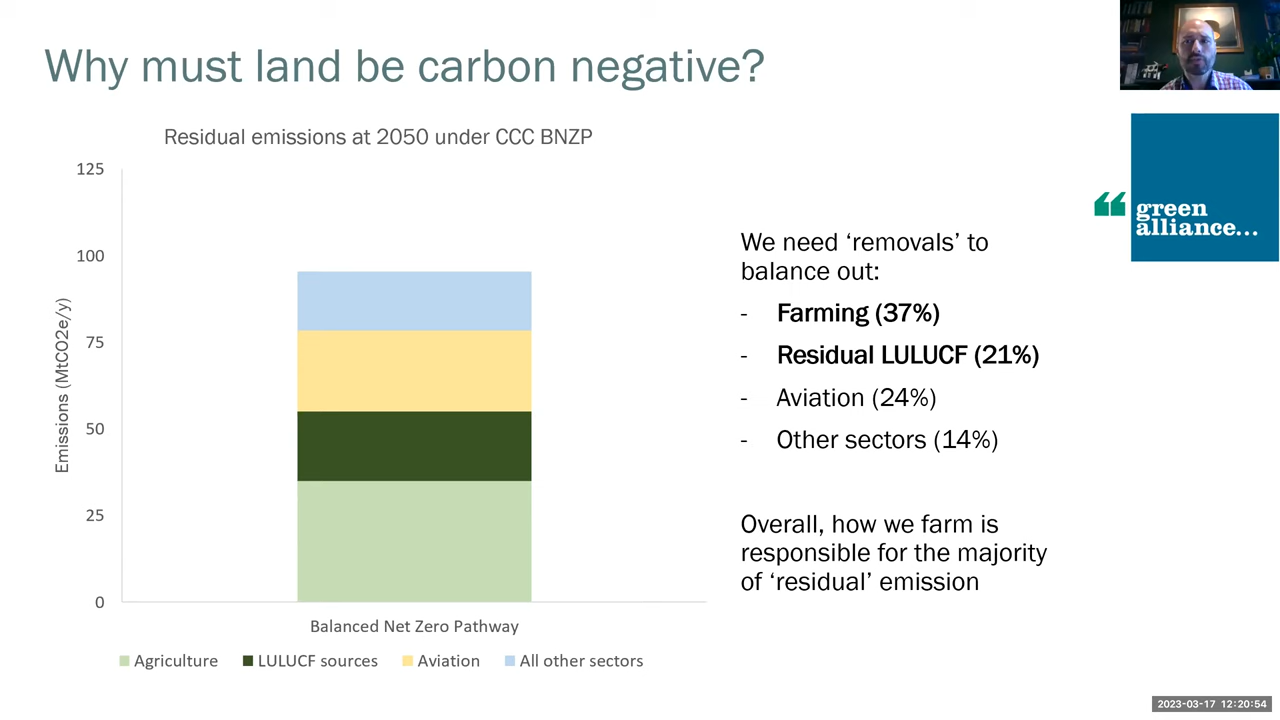 Why must land be carbon negative?
Residual emissions at 2050 under CCC BNZP
125
100
75
50
25
0
Emissions (MtCO2e/y)
Balanced Net Zero Pathway
Agriculture
LULUCF sources
Aviation
All other sectors
We need ‘removals’ to
balance out:
- Farming (37%)
- Residual LULUCF (21%)
- Aviation (24%)
- Other sectors (14%)
Overall, how we farm is
responsible for the majority
of ‘residual’ emission
“
green
alliance...
2023-03-17 12:20:54